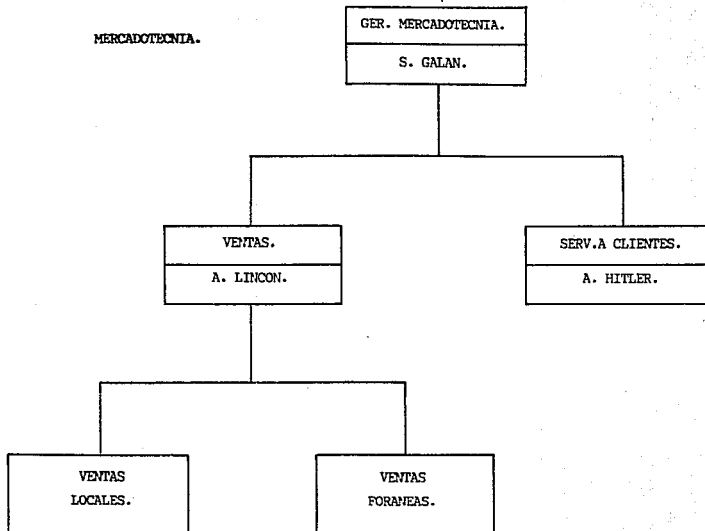 GER. MERCADOTECNIA.
MERCADOTECNIA.
S. GALAN.
VENTAS.
SERV.A CLIENTES.
A. LINCON.
A. HITLER.
VENTAS
LOCALES.
VENTAS
FORANEAS.